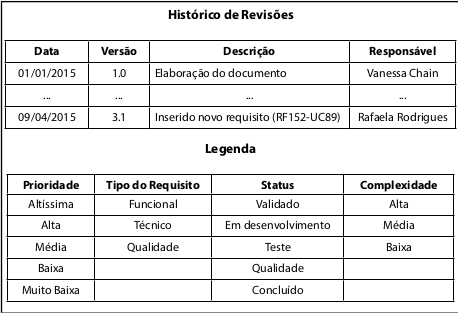 Histórico de Revisões
Data Versão Descrição Responsável
01/01/2015 1.0 Elaboração do documento Vanessa Chain
... ... ... ...
09/04/2015 3.1 Inserido novo requisito (RF152-UC89) Rafaela Rodrigues
Legenda
Prioridade Tipo do Requisito Status Complexidade
Altíssima Funcional Validado Alta
Alta Técnico Em desenvolvimento Média
Média Qualidade Teste Baixa
Baixa Qualidade
Muito Baixa Concluído